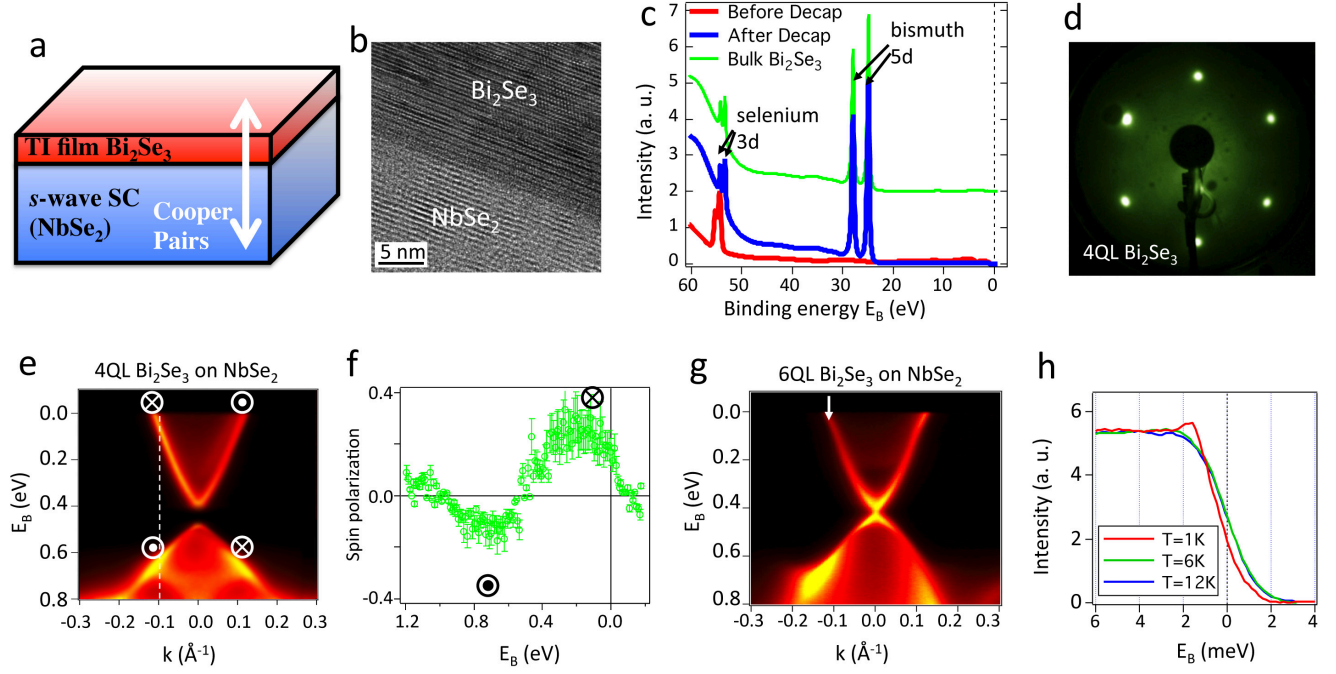 a
TI film Bi₂Se₃
s-wave SC
(NbSe₂)
Cooper
Pairs
b
Bi₂Se₃
NbSe₂
5 nm
c
Before Decap
After Decap
Bulk Bi₂Se₃
bismuth
5d
selenium
3d
Intensity (a. u.)
7
6
5
4
3
2
1
0
60 50 40 30 20 10 0
Binding energy E_B (eV)
d
4QL Bi₂Se₃
e
4QL Bi₂Se₃ on NbSe₂
E_B (eV)
0.0
0.2
0.4
0.6
0.8
-0.3 -0.2 -0.1 0.0 0.1 0.2 0.3
k (Å⁻¹)
f
Spin polarization
0.4
0.0
-0.4
1.2 0.8 0.4 0.0
E_B (eV)
g
6QL Bi₂Se₃ on NbSe₂
E_B (eV)
0.0
0.2
0.4
0.6
0.8
-0.3 -0.2 -0.1 0.0 0.1 0.2 0.3
k (Å⁻¹)
h
Intensity (a. u.)
6
4
2
0
T=1K
T=6K
T=12K
6 4 2 0 2 4
E_B (meV)